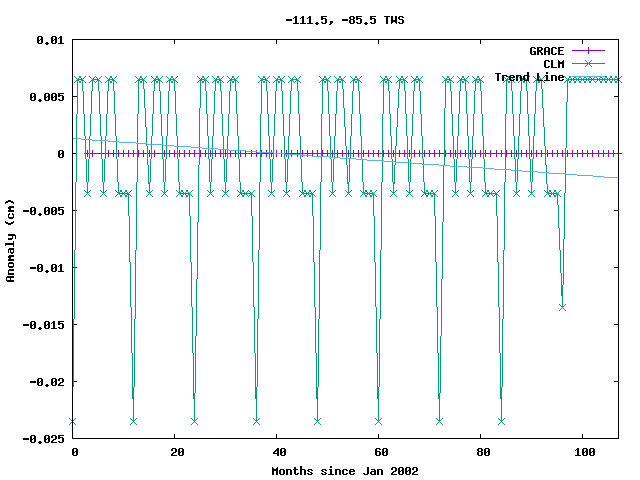 -111.5, -85.5 TWS
0.01
0.005
0
-0.005
-0.01
-0.015
-0.02
-0.025
Anomaly (cm)
GRACE
CLM
Trend Line
0 20 40 60 80 100
Months since Jan 2002